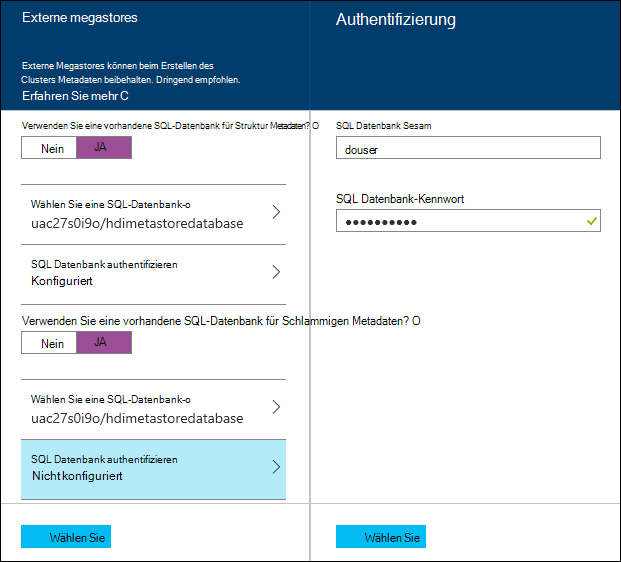 Externe megastores
Externe Megastores können beim Erstellen des
Clusters Metadaten beibehalten. Dringend empfohlen.
Erfahren Sie mehr C
Verwenden Sie eine vorhandene SQL-Datenbank für Struktur Metadaten? O
Nein
JA
Wählen Sie eine SQL-Datenbank-o
uac27s0i9o/hdimetastoredatabase
SQL Datenbank authentifizieren
Konfiguriert
Verwenden Sie eine vorhandene SQL-Datenbank für Schlammigen Metadaten? O
Nein
JA
Wählen Sie eine SQL-Datenbank-o
uac27s0i9o/hdimetastoredatabase
SQL Datenbank authentifizieren
Nicht konfiguriert
Wählen Sie
Authentifizierung
SQL Datenbank Sesam
douser
SQL Datenbank-Kennwort
●●●●●●●●●●
Wählen Sie